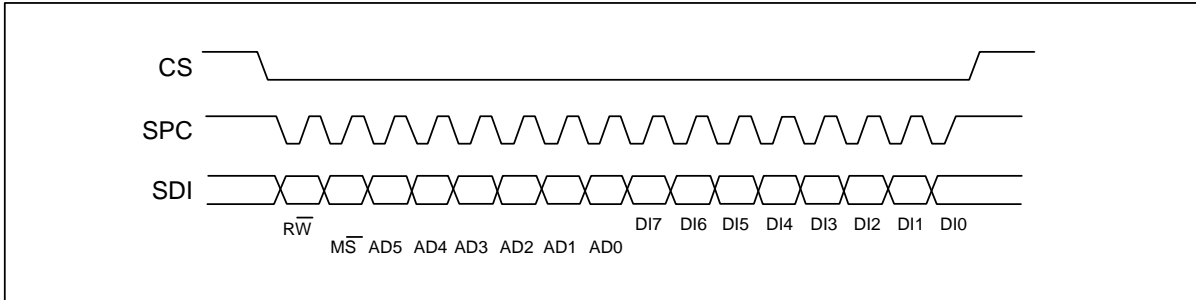 CS
SPC
SDI
RW̅ DI7 DI6 DI5 DI4 DI3 DI2 DI1 DI0
MS̅ AD5 AD4 AD3 AD2 AD1 AD0